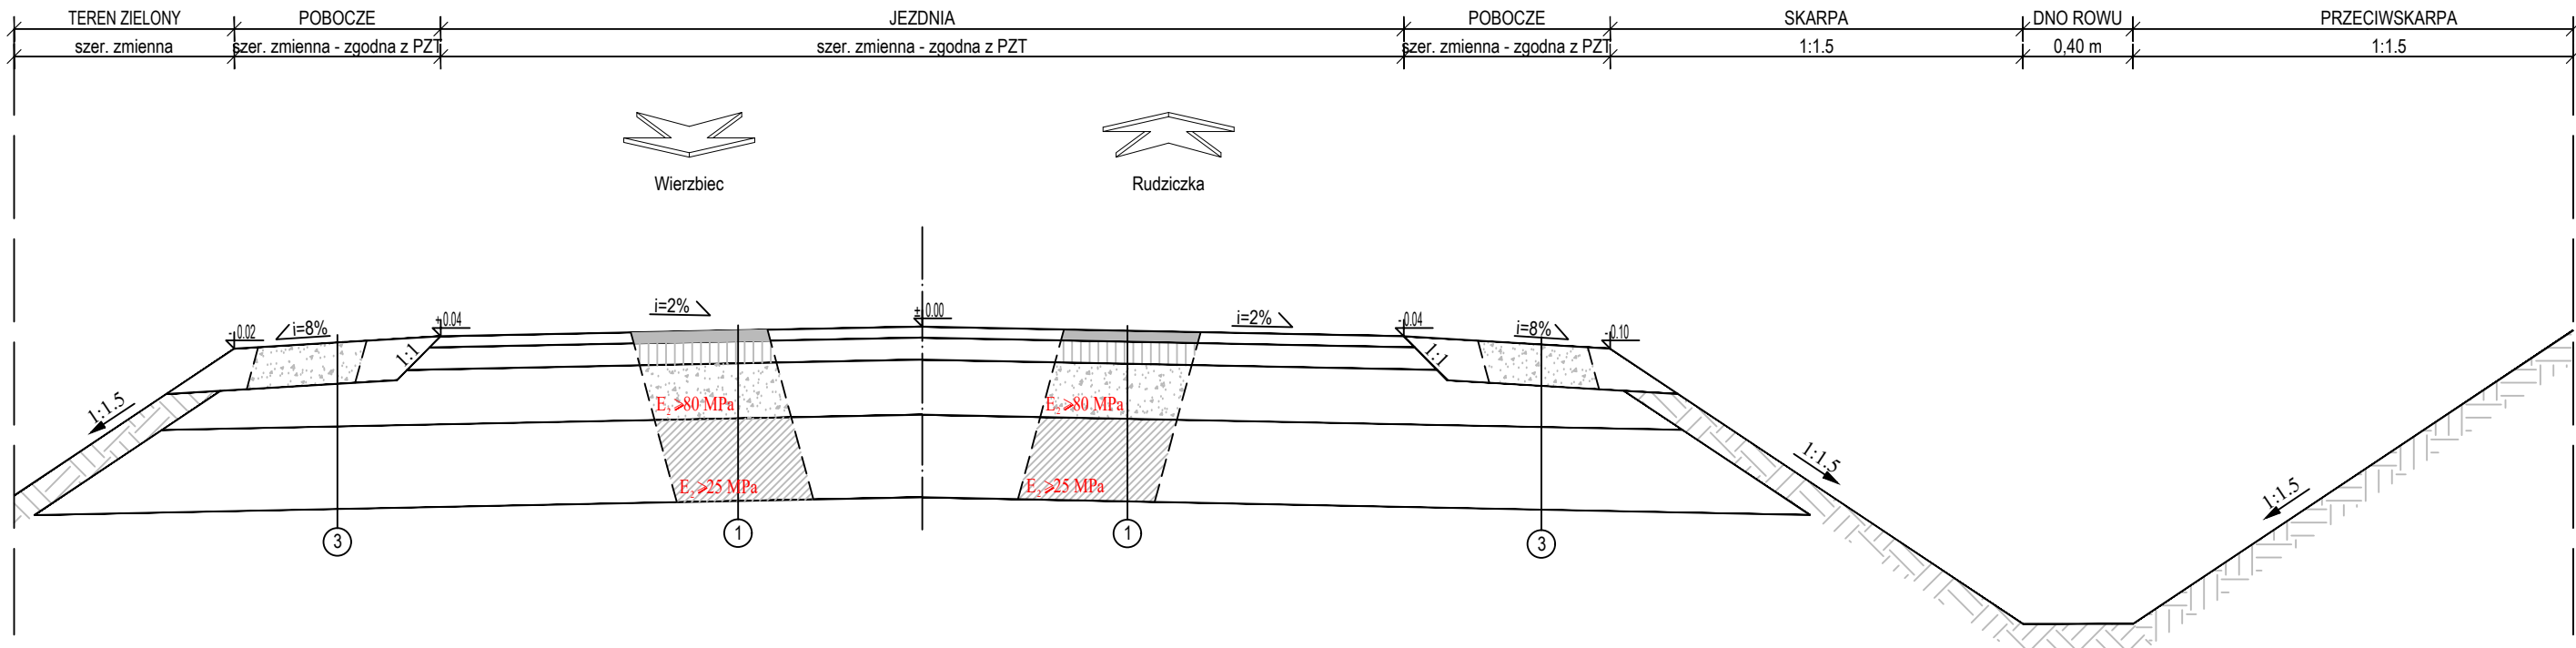 TEREN ZIELONY POBOCZE JEZDNIA POBOCZE SKARPA DNO ROWU PRZECIWSKARPA
szer. zmienna szer. zmienna - zgodna z PZT szer. zmienna - zgodna z PZT szer. zmienna - zgodna z PZT 1:1.5 0,40 m 1:1.5
Wierzbiec Rudziczka
i=2% ±0.00 i=2%
-0.02 i=8% +0.04 -0.04 i=8% -0.10
1:1 1:1
1:1.5 E₂≥80 MPa E₂≥80 MPa
1:1.5 1:1.5
E₂≥25 MPa E₂≥25 MPa
3 1 1 3